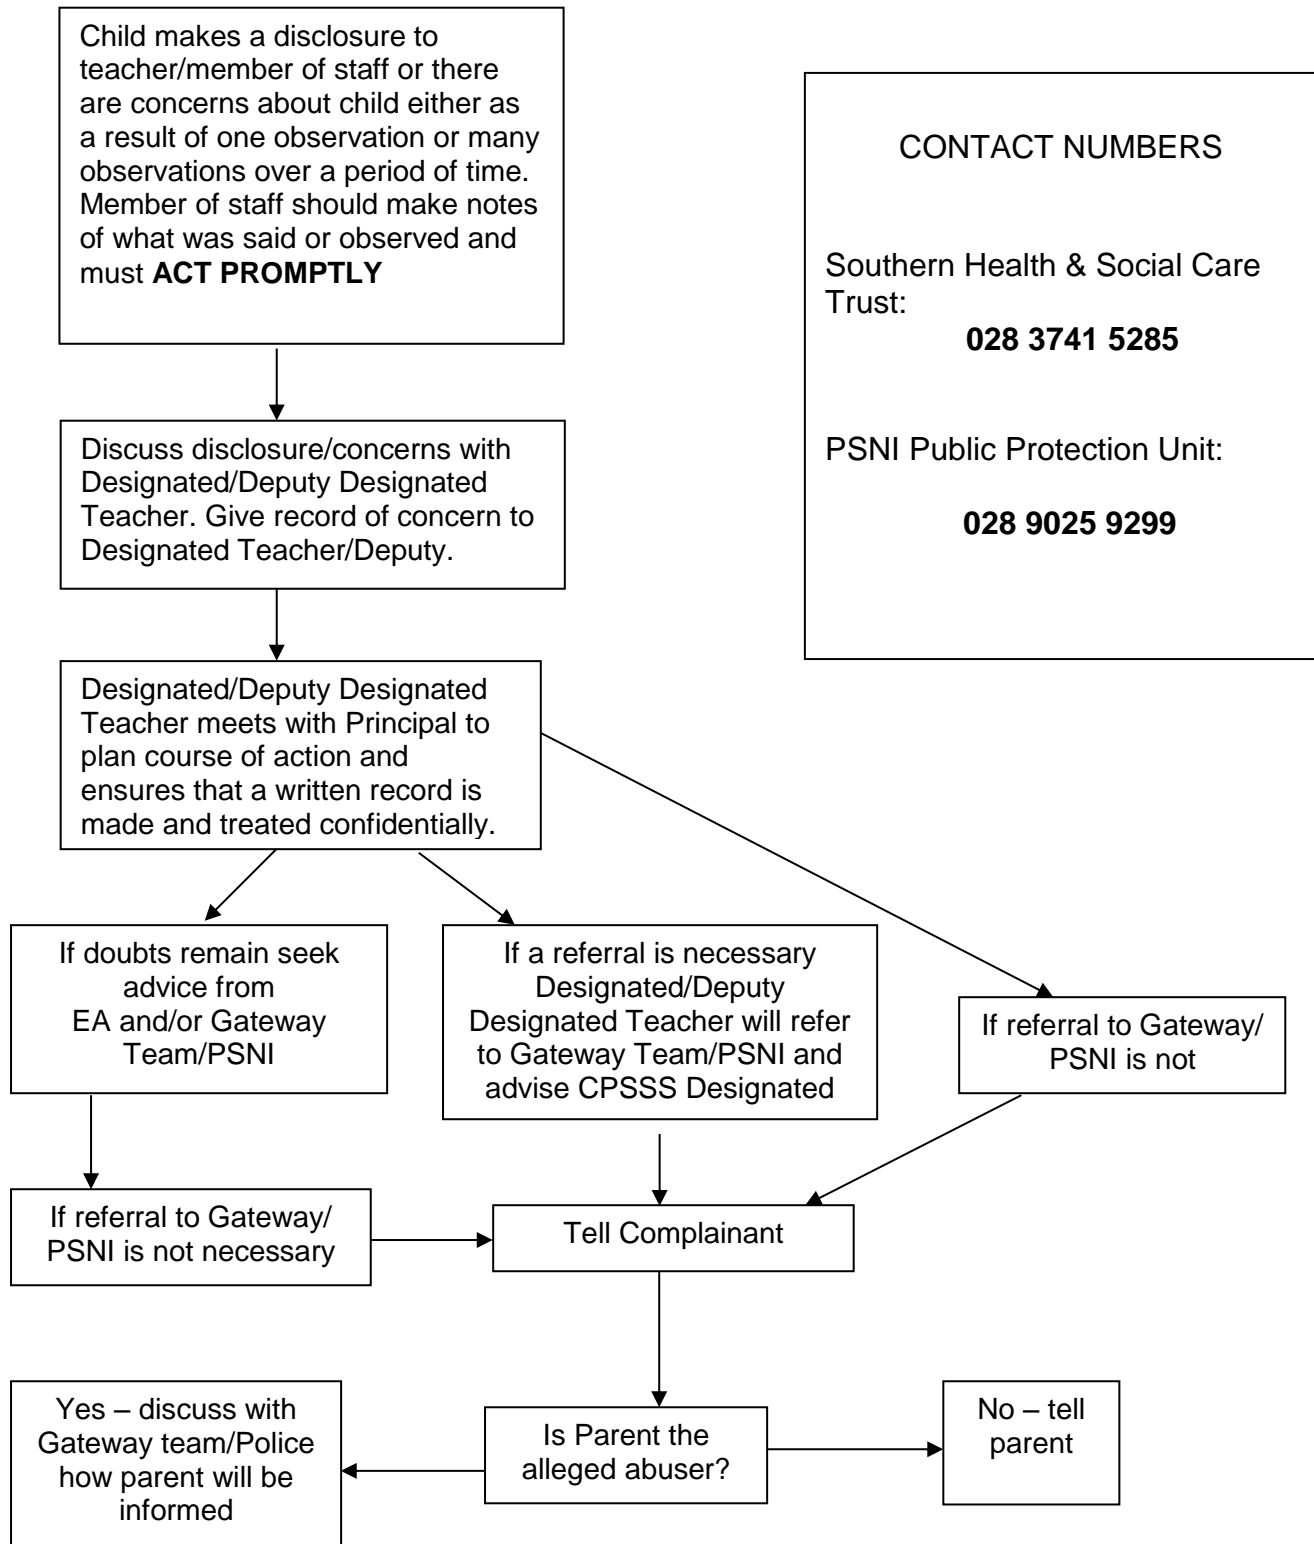 Child makes a disclosure to
teacher/member of staff or there
are concerns about child either as
a result of one observation or many
observations over a period of time.
Member of staff should make notes
of what was said or observed and
must ACT PROMPTLY
CONTACT NUMBERS
Southern Health & Social Care
Trust:
028 3741 5285
PSNI Public Protection Unit:
028 9025 9299
Discuss disclosure/concerns with
Designated/Deputy Designated
Teacher. Give record of concern to
Designated Teacher/Deputy.
Designated/Deputy Designated
Teacher meets with Principal to
plan course of action and
ensures that a written record is
made and treated confidentially.
If doubts remain seek
advice from
EA and/or Gateway
Team/PSNI
If a referral is necessary
Designated/Deputy
Designated Teacher will refer
to Gateway Team/PSNI and
advise CPSSS Designated
If referral to Gateway/
PSNI is not
If referral to Gateway/
PSNI is not necessary
Tell Complainant
Yes – discuss with
Gateway team/Police
how parent will be
informed
Is Parent the
alleged abuser?
No – tell
parent